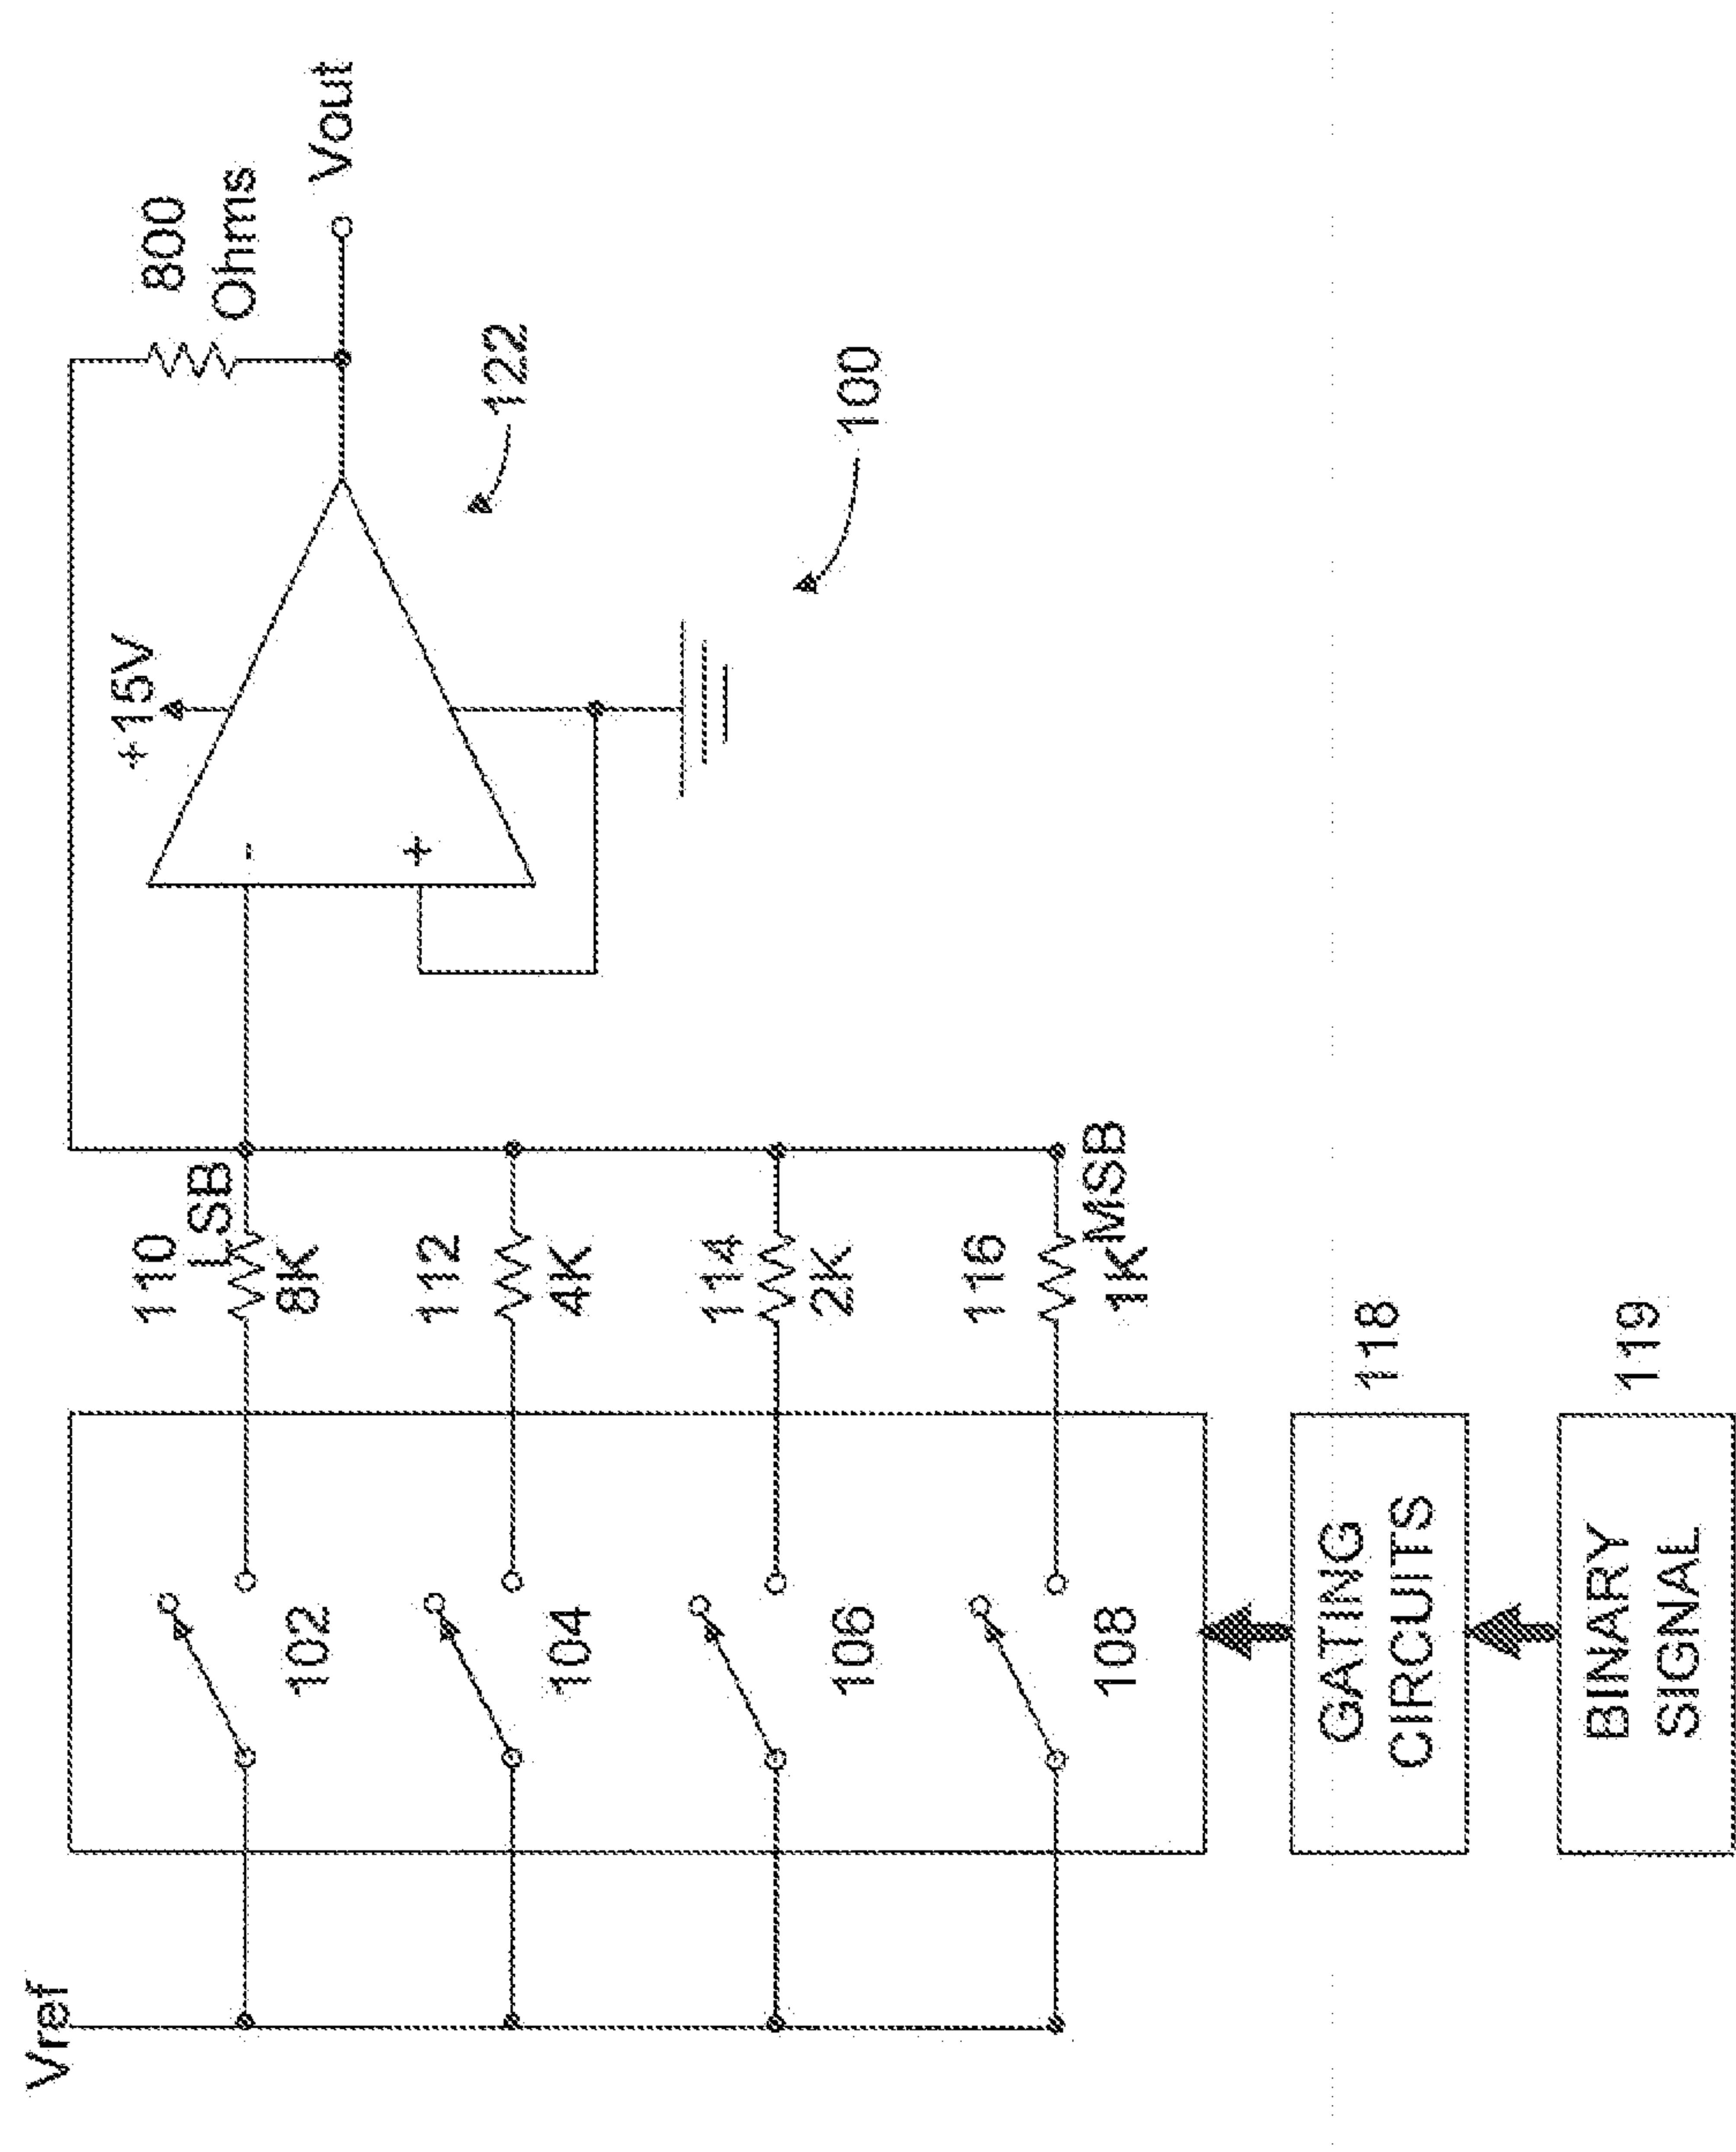 Vref
102
104
106
108
110
LSB
8K
112
4K
114
2K
116
1K
MSB
+15V
-
+
800
Ohms
Vout
122
100
GATING
CIRCUITS
118
BINARY
SIGNAL
119